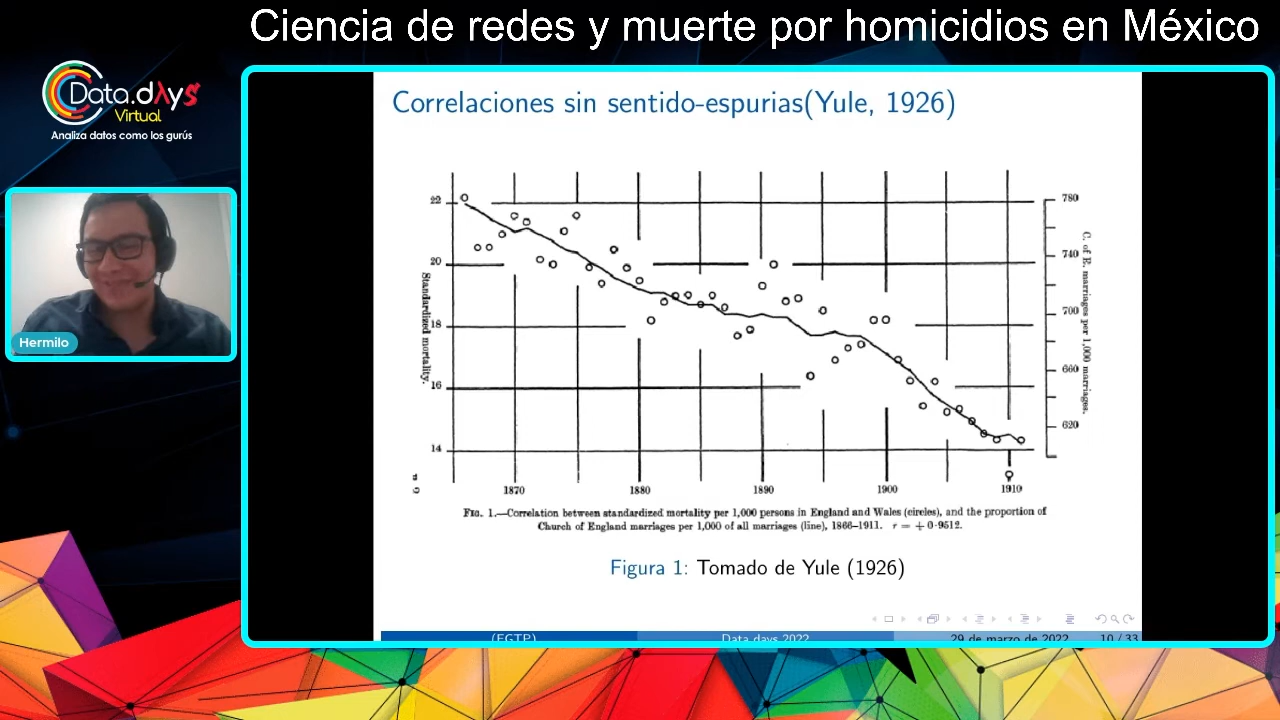 Ciencia de redes y muerte por homicidios en México
Data.dAys
Virtual
Analiza datos como los gurús
Hermilo
Correlaciones sin sentido-espurias(Yule, 1926)
22
20
18
16
14
Standardized mortality.
780
740
700
660
620
C. of E. marriages per 1,000 marriages.
1870 1880 1890 1900 1910
FIG. 1.—Correlation between standardized mortality per 1,000 persons in England and Wales (circles), and the proportion of
Church of England marriages per 1,000 of all marriages (line), 1866–1911. r = + 0·9512.
Figura 1: Tomado de Yule (1926)
(EGTP) Data days 2022 29 de marzo de 2022 10 / 33